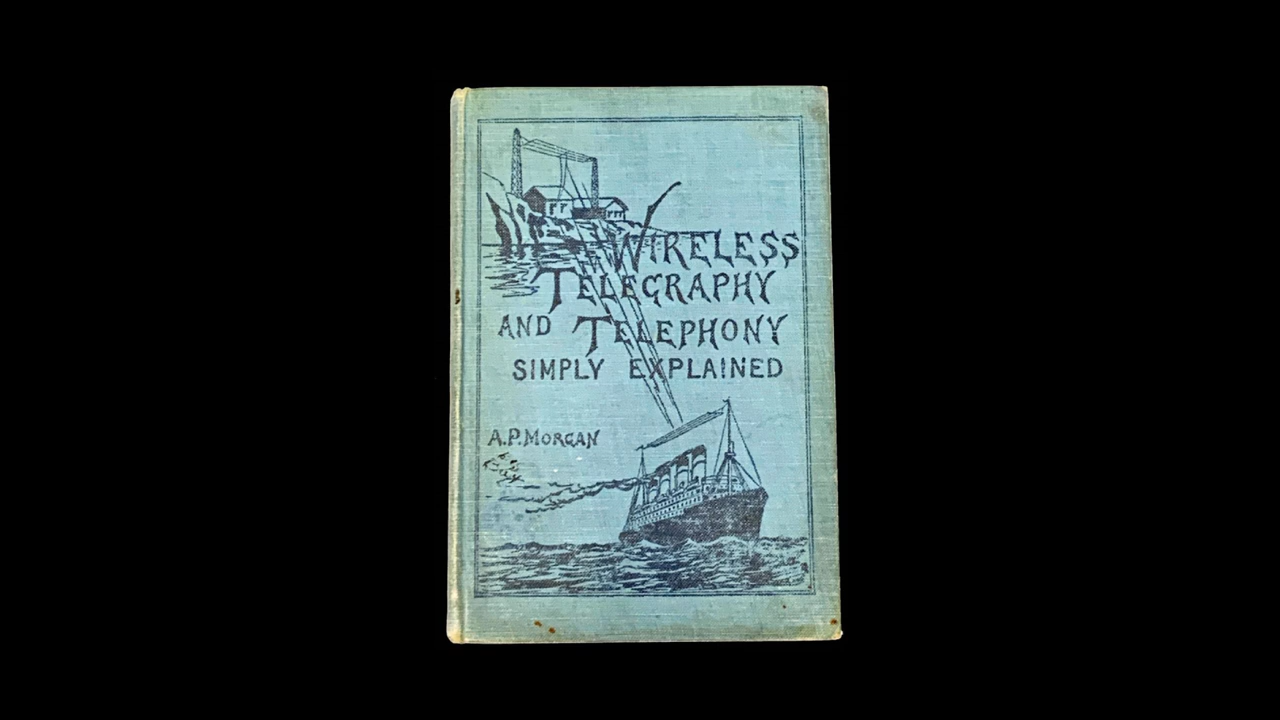 WIRELESS
TELEGRAPHY
AND TELEPHONY
SIMPLY EXPLAINED
A.P. MORGAN